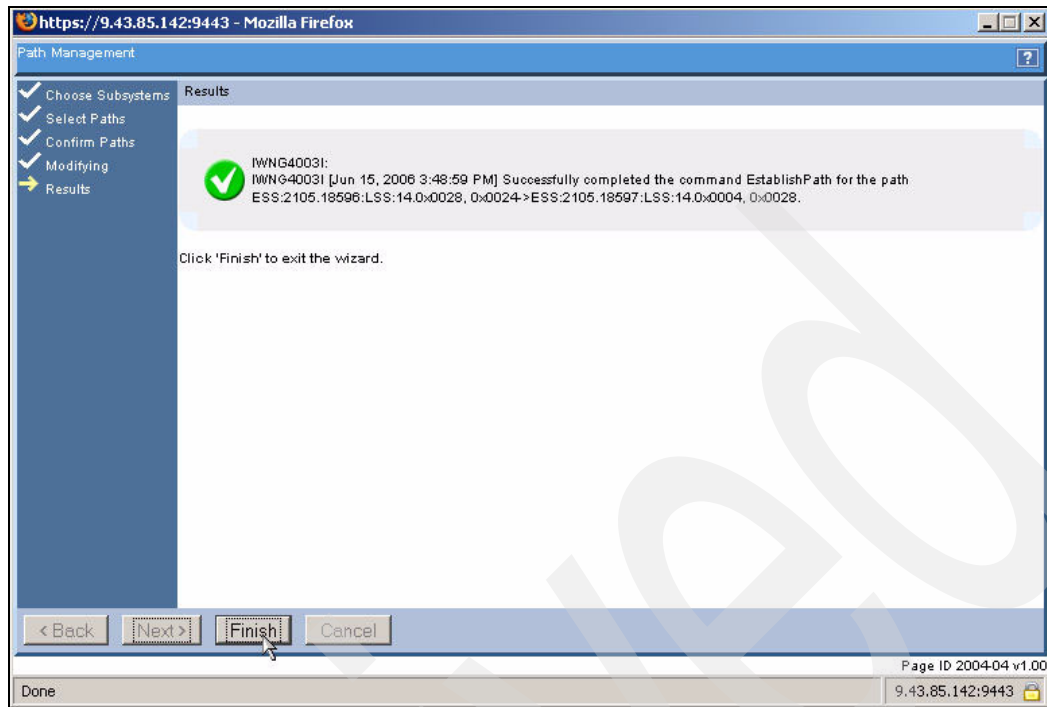 https://9.43.85.142:9443 - Mozilla Firefox
Path Management
?
Choose Subsystems
Select Paths
Confirm Paths
Modifying
Results
Results
IWNG4003I:
IWNG4003I [Jun 15, 2006 3:48:59 PM] Successfully completed the command EstablishPath for the path
ESS:2105.18596:LSS:14.0x0028, 0x0024->ESS:2105.18597:LSS:14.0x0004, 0x0028.
Click 'Finish' to exit the wizard.
< Back Next > Finish Cancel
Page ID 2004-04 v1.00
Done 9.43.85.142:9443